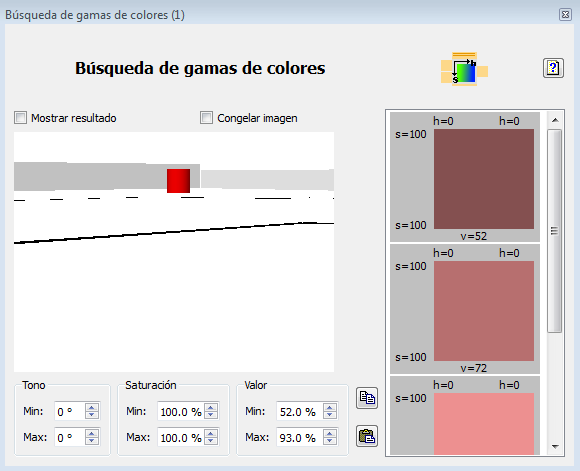 Búsqueda de gamas de colores (1)
Búsqueda de gamas de colores
h
s
?
Mostrar resultado
Congelar imagen
h=0 h=0
s=100
s=100
v=52
h=0 h=0
s=100
s=100
v=72
h=0 h=0
s=100
Tono
Saturación
Valor
Min: 0 °
Min: 100.0 %
Min: 52.0 %
Max: 0 °
Max: 100.0 %
Max: 93.0 %